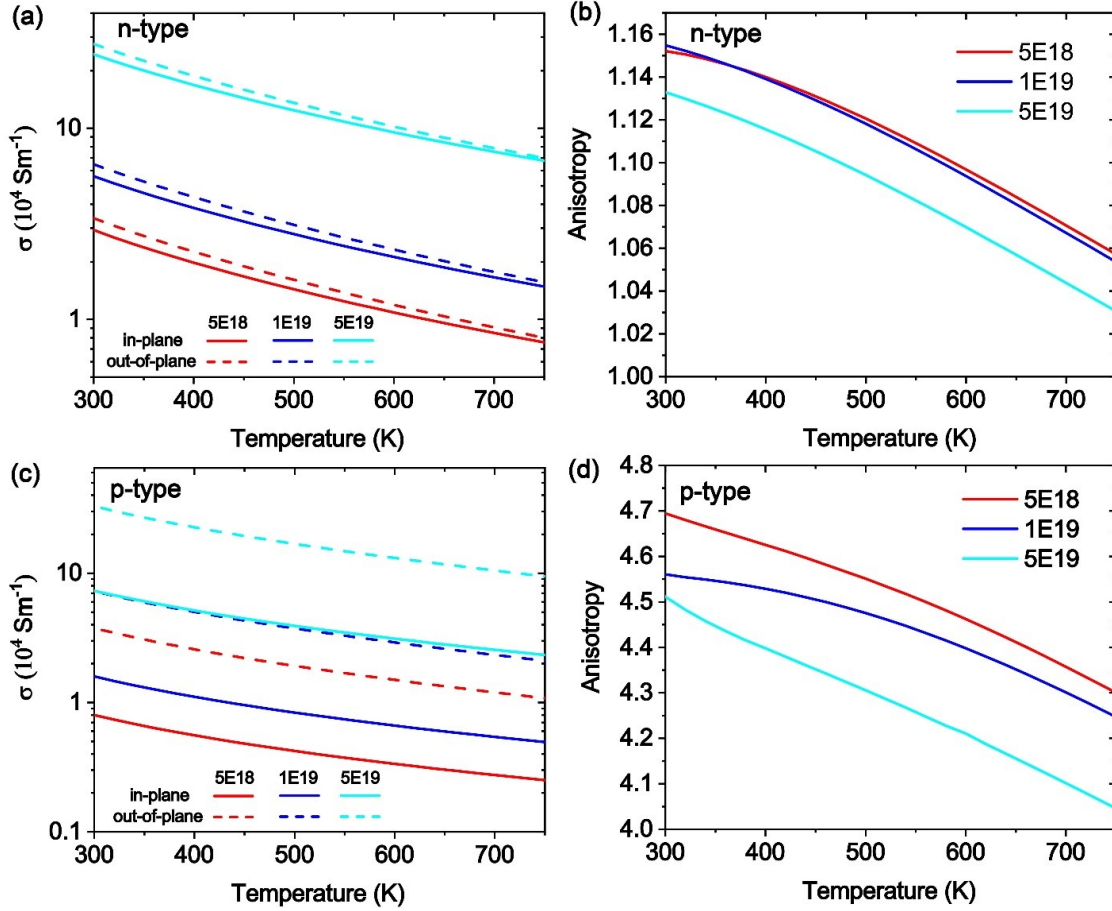 (a)
n-type
10
1
σ (10⁴ Sm⁻¹)
5E18 1E19 5E19
in-plane
out-of-plane
300 400 500 600 700
Temperature (K)
(b)
n-type
5E18
1E19
5E19
1.16
1.14
1.12
1.10
1.08
1.06
1.04
1.02
1.00
Anisotropy
300 400 500 600 700
Temperature (K)
(c)
p-type
10
1
0.1
σ (10⁴ Sm⁻¹)
5E18 1E19 5E19
in-plane
out-of-plane
300 400 500 600 700
Temperature (K)
(d)
p-type
5E18
1E19
5E19
4.8
4.7
4.6
4.5
4.4
4.3
4.2
4.1
4.0
Anisotropy
300 400 500 600 700
Temperature (K)